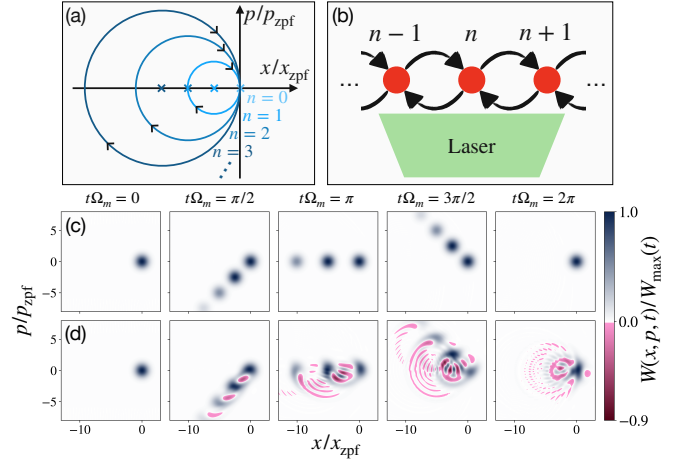 (a)
p/p_zpf
x/x_zpf
n = 0
n = 1
n = 2
n = 3
(b)
n − 1
n
n + 1
...
...
Laser
tΩ_m = 0
tΩ_m = π/2
tΩ_m = π
tΩ_m = 3π/2
tΩ_m = 2π
(c)
5
0
−5
(d)
5
0
−5
p/p_zpf
−10
0
−10
0
−10
0
−10
0
−10
0
x/x_zpf
1.0
0.0
−0.9
W(x, p, t)/W_max(t)